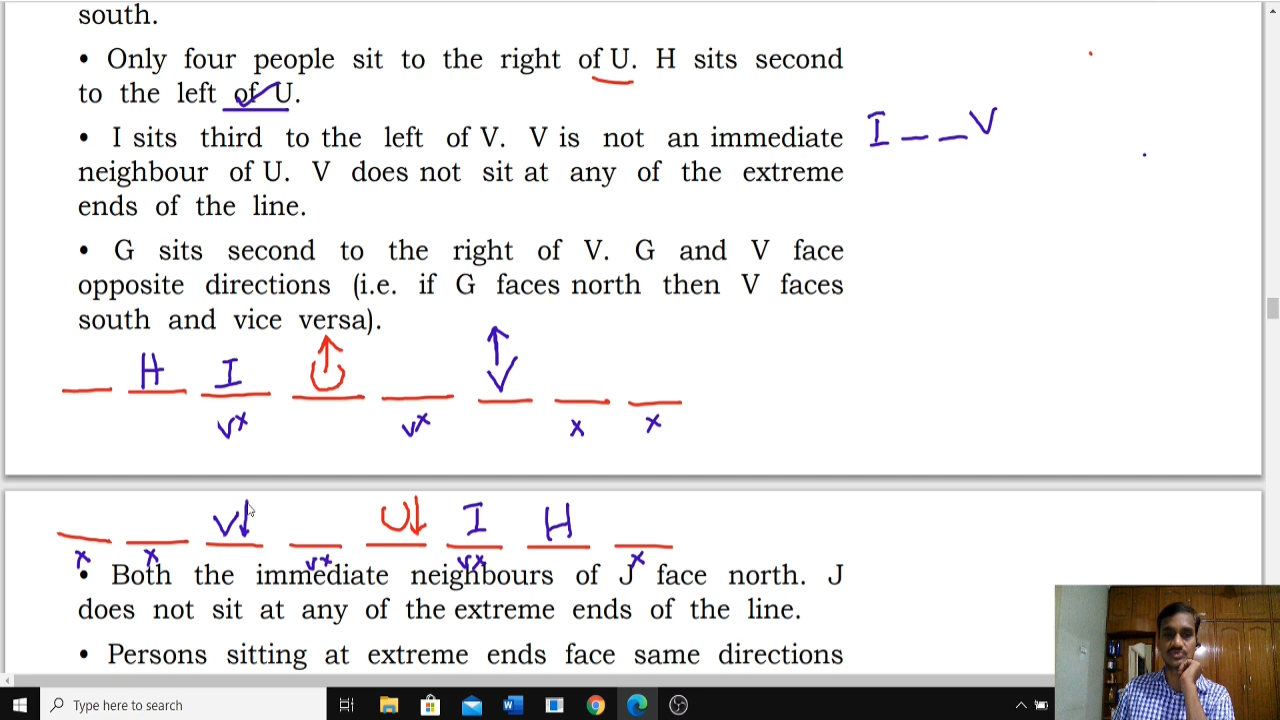 south.
• Only four people sit to the right of U. H sits second
to the left of U.
• I sits third to the left of V. V is not an immediate
neighbour of U. V does not sit at any of the extreme
ends of the line.
I _ _ V
• G sits second to the right of V. G and V face
opposite directions (i.e. if G faces north then V faces
south and vice versa).
H I U V
Vx Vx x x
V U I H
x x Vx Vx x
• Both the immediate neighbours of J face north. J
does not sit at any of the extreme ends of the line.
• Persons sitting at extreme ends face same directions
Type here to search